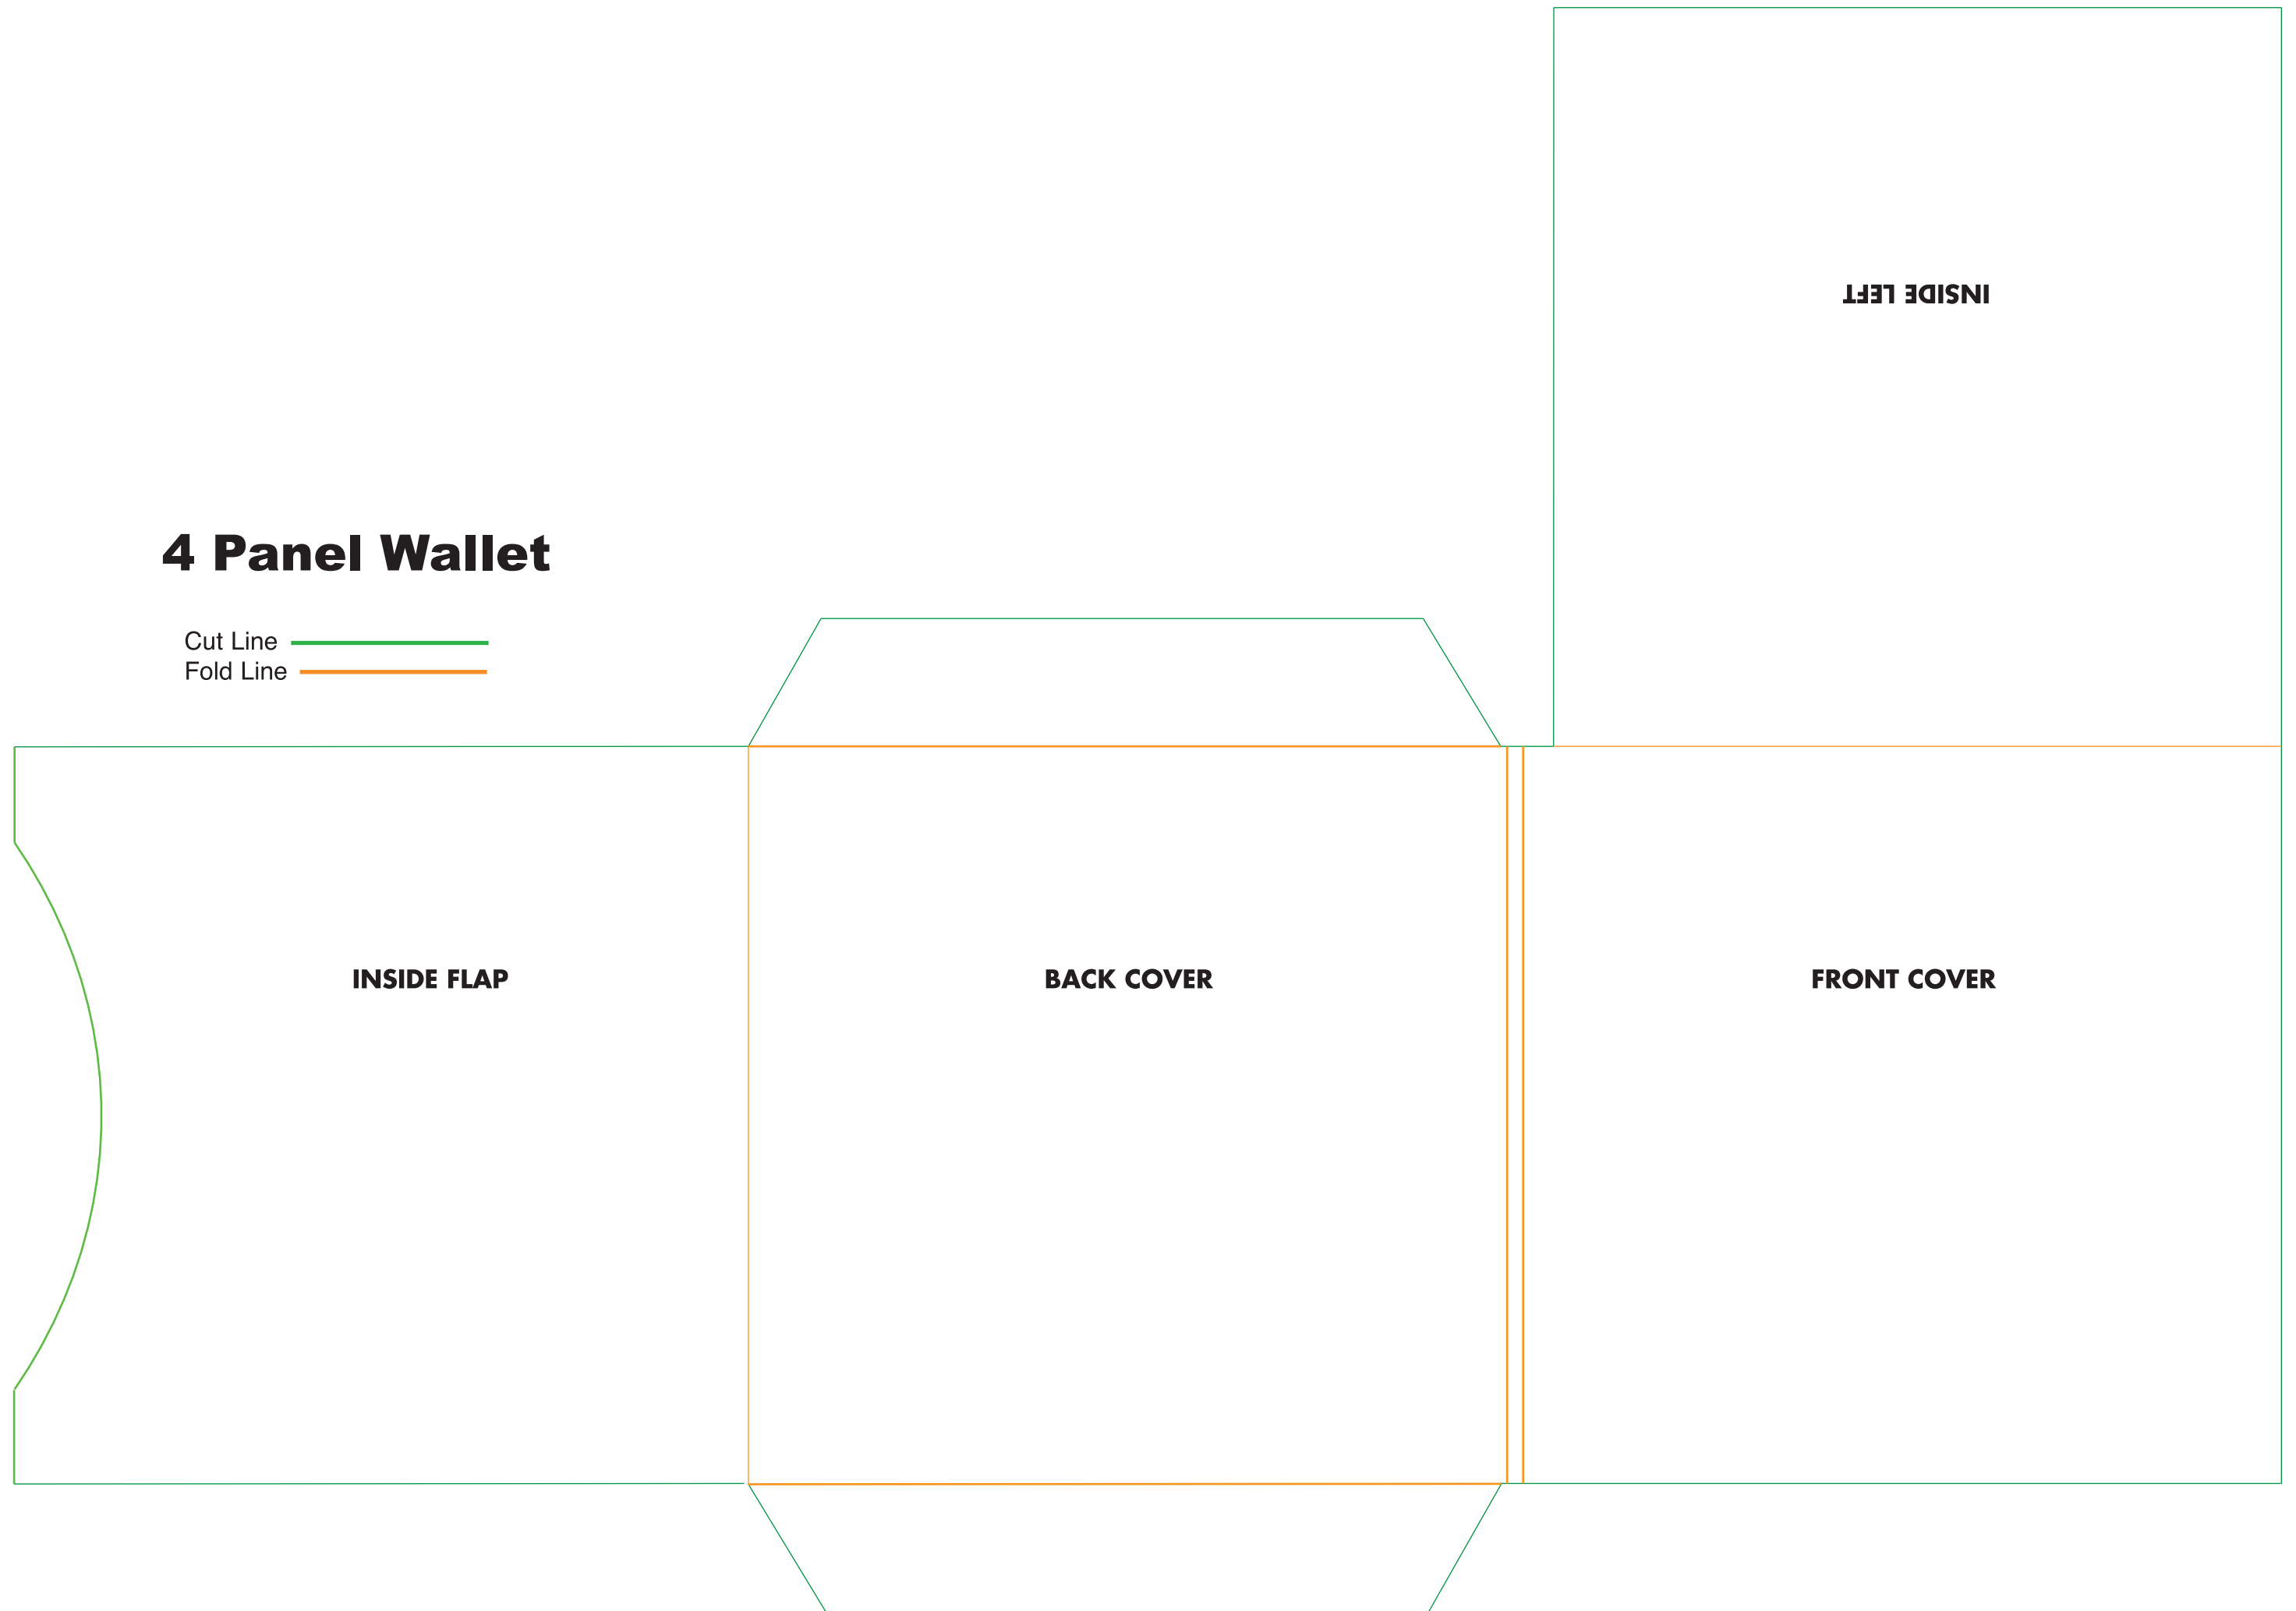 INSIDE LEFT
4 Panel Wallet
Cut Line
Fold Line
INSIDE FLAP
BACK COVER
FRONT COVER